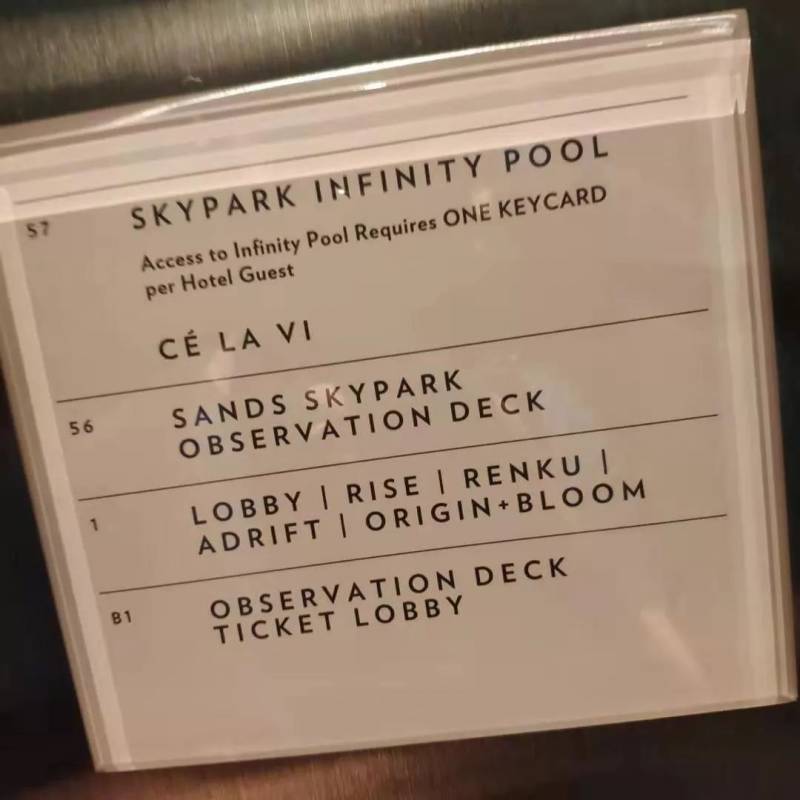 57 SKYPARK INFINITY POOL
Access to Infinity Pool Requires ONE KEYCARD
per Hotel Guest
CÉ LA VI
56 SANDS SKYPARK
OBSERVATION DECK
1 LOBBY | RISE | RENKU |
ADRIFT | ORIGIN+BLOOM
B1 OBSERVATION DECK
TICKET LOBBY